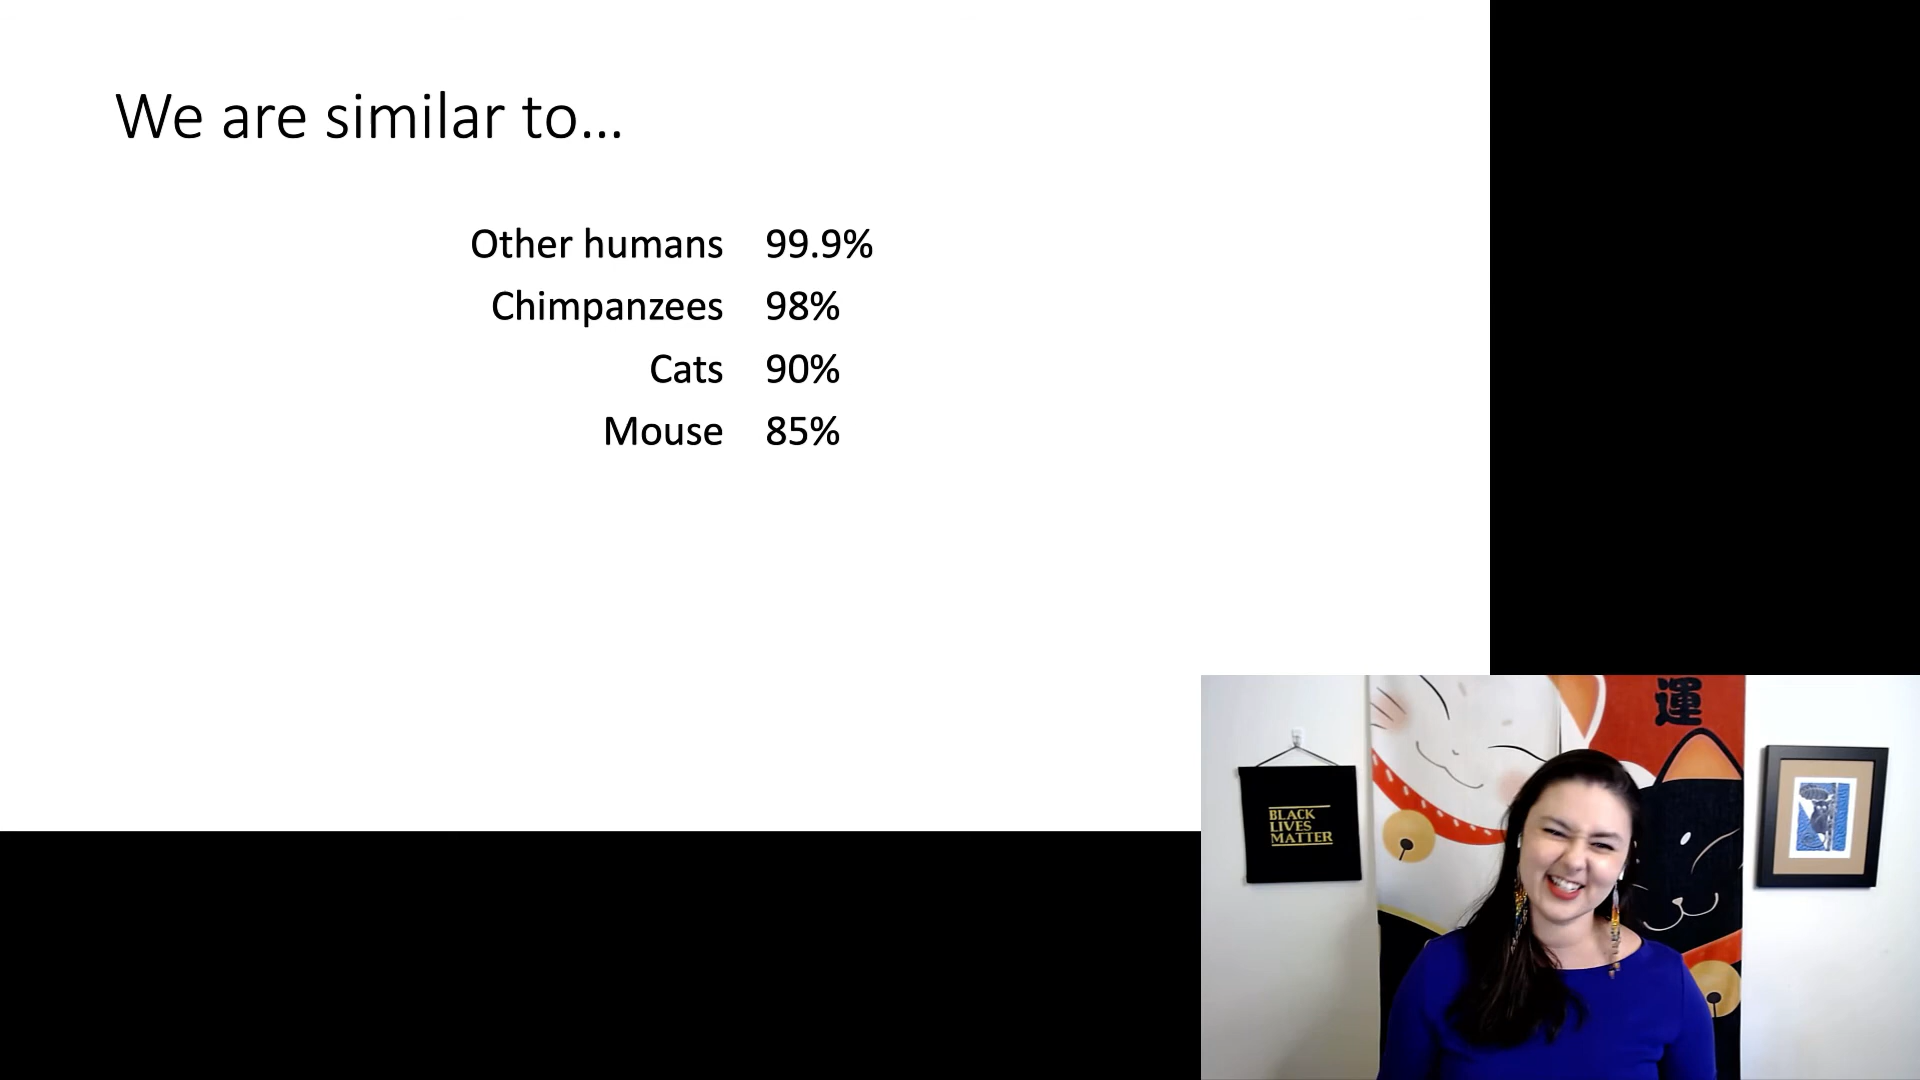 We are similar to...
Other humans 99.9%
Chimpanzees 98%
Cats 90%
Mouse 85%
運
BLACK
LIVES
MATTER